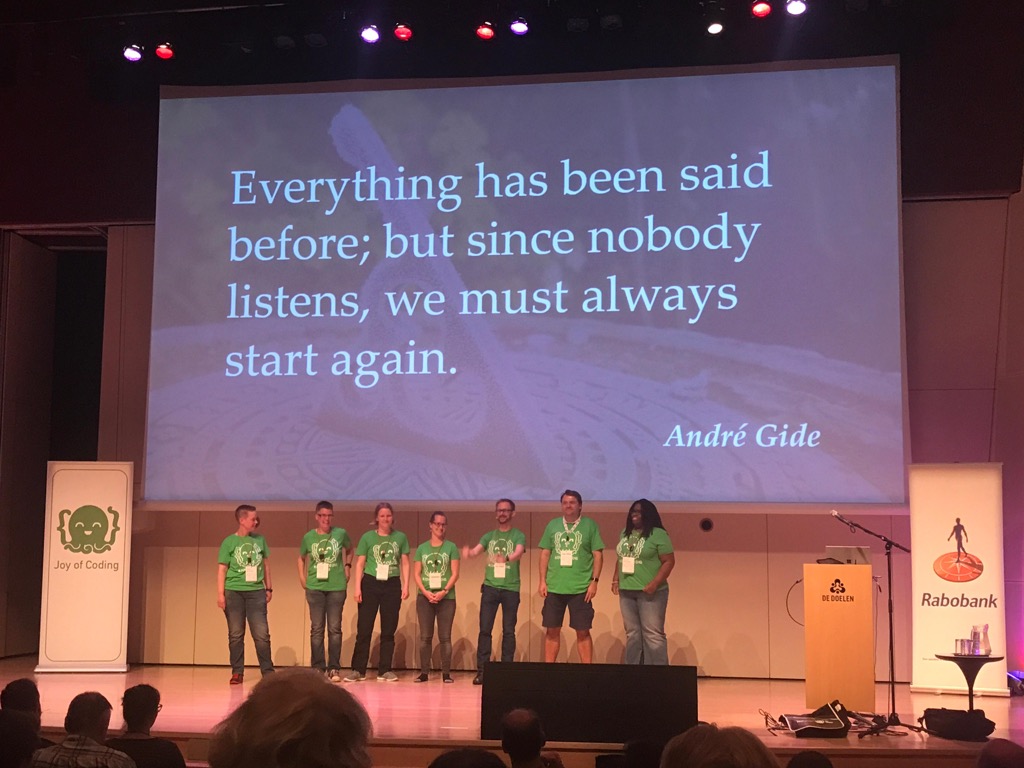 Everything has been said
before; but since nobody
listens, we must always
start again.
André Gide
Joy of Coding
DE DOELEN
Rabobank